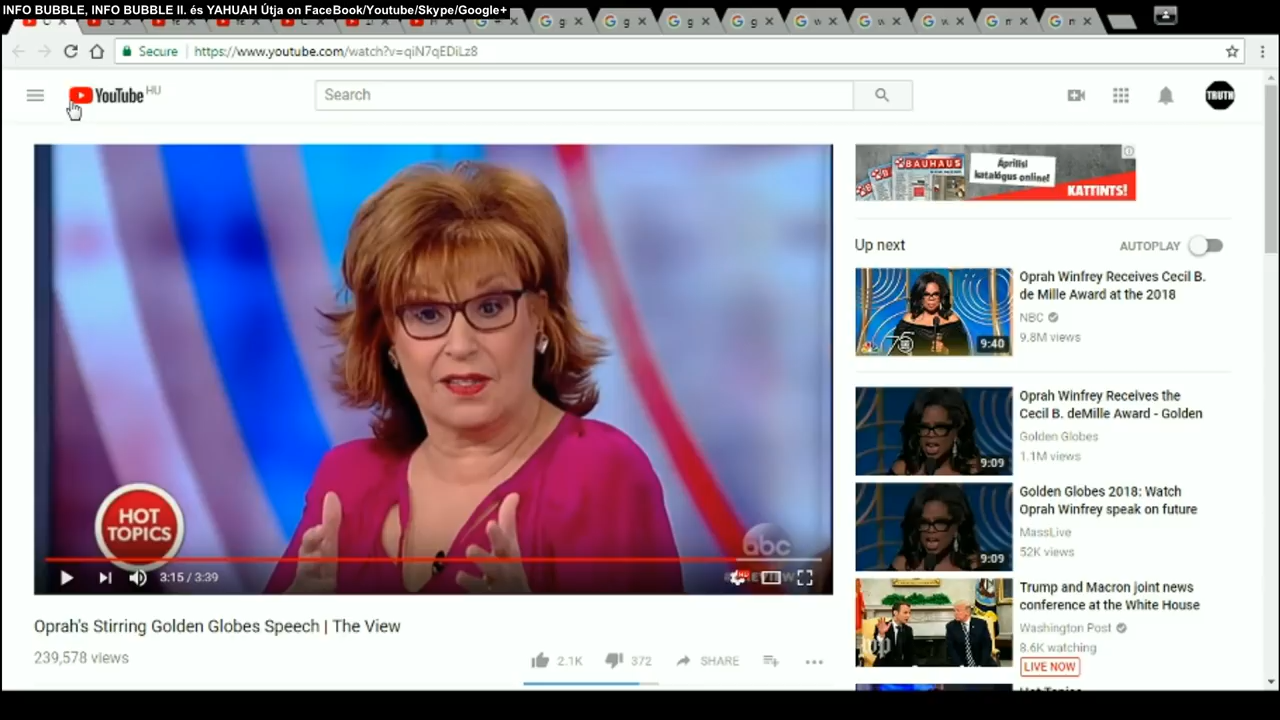 INFO BUBBLE, INFO BUBBLE II. és YAHUAH Útja on FaceBook/Youtube/Skype/Google+
Secure
https://www.youtube.com/watch?v=qiN7qEDiLz8
YouTube HU
Search
TRUTH
BAUHAUS
Áprilisi
katalógus online!
KATTINTS!
Up next
AUTOPLAY
Oprah Winfrey Receives Cecil B.
de Mille Award at the 2018
NBC
9.8M views
75
9:40
Oprah Winfrey Receives the
Cecil B. deMille Award - Golden
Golden Globes
1.1M views
9:09
Golden Globes 2018: Watch
Oprah Winfrey speak on future
MassLive
52K views
9:09
Trump and Macron joint news
conference at the White House
Washington Post
8.6K watching
LIVE NOW
HOT
TOPICS
abc
3:15 / 3:39
Oprah's Stirring Golden Globes Speech | The View
239,578 views
2.1K
372
SHARE